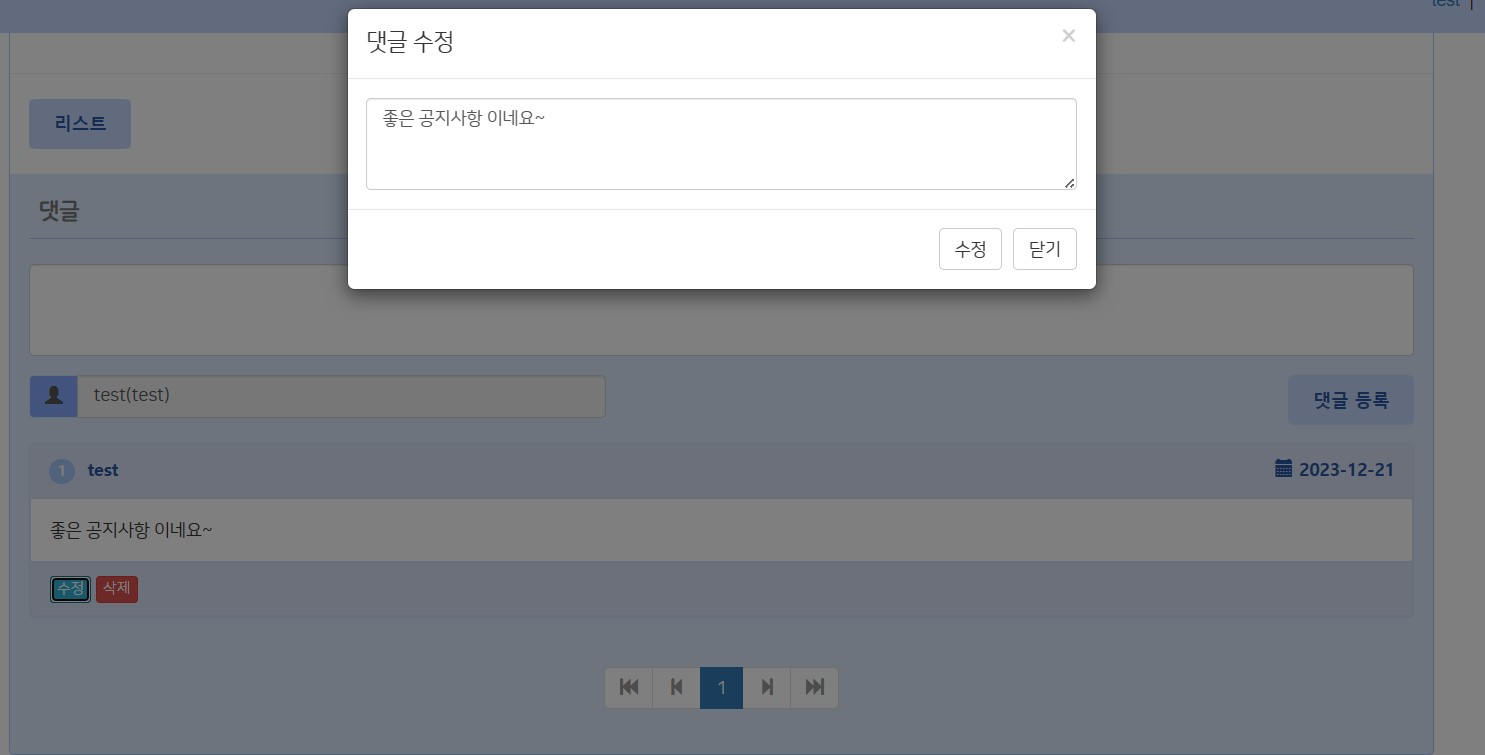 test |
댓글 수정
×
좋은 공지사항 이네요~
수정 닫기
리스트
댓글
test(test)
댓글 등록
1 test 2023-12-21
좋은 공지사항 이네요~
수정 삭제
1